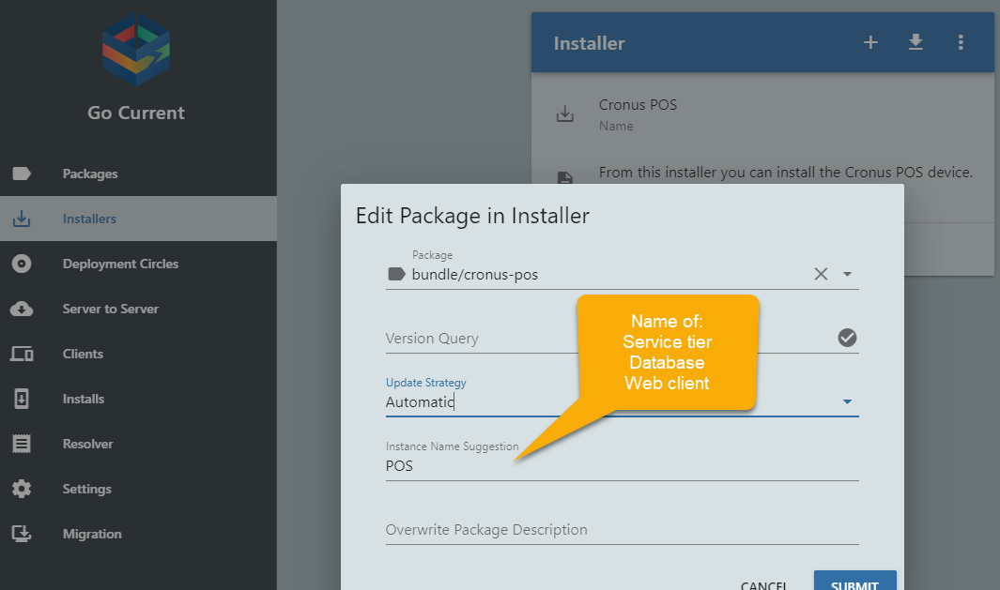 Go Current
Packages
Installers
Deployment Circles
Server to Server
Clients
Installs
Resolver
Settings
Migration
Installer
Cronus POS
Name
From this installer you can install the Cronus POS device.
Edit Package in Installer
Package
bundle/cronus-pos
Version Query
Update Strategy
Automatic
Instance Name Suggestion
POS
Overwrite Package Description
CANCEL
SUBMIT
Name of:
Service tier
Database
Web client